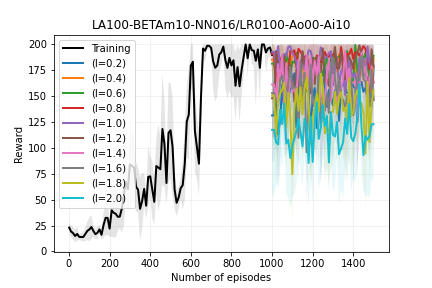 LA100-BETAm10-NN016/LR0100-Ao00-Ai10
Training
(l=0.2)
(l=0.4)
(l=0.6)
(l=0.8)
(l=1.0)
(l=1.2)
(l=1.4)
(l=1.6)
(l=1.8)
(l=2.0)
Reward
200
175
150
125
100
75
50
25
0
0 200 400 600 800 1000 1200 1400
Number of episodes